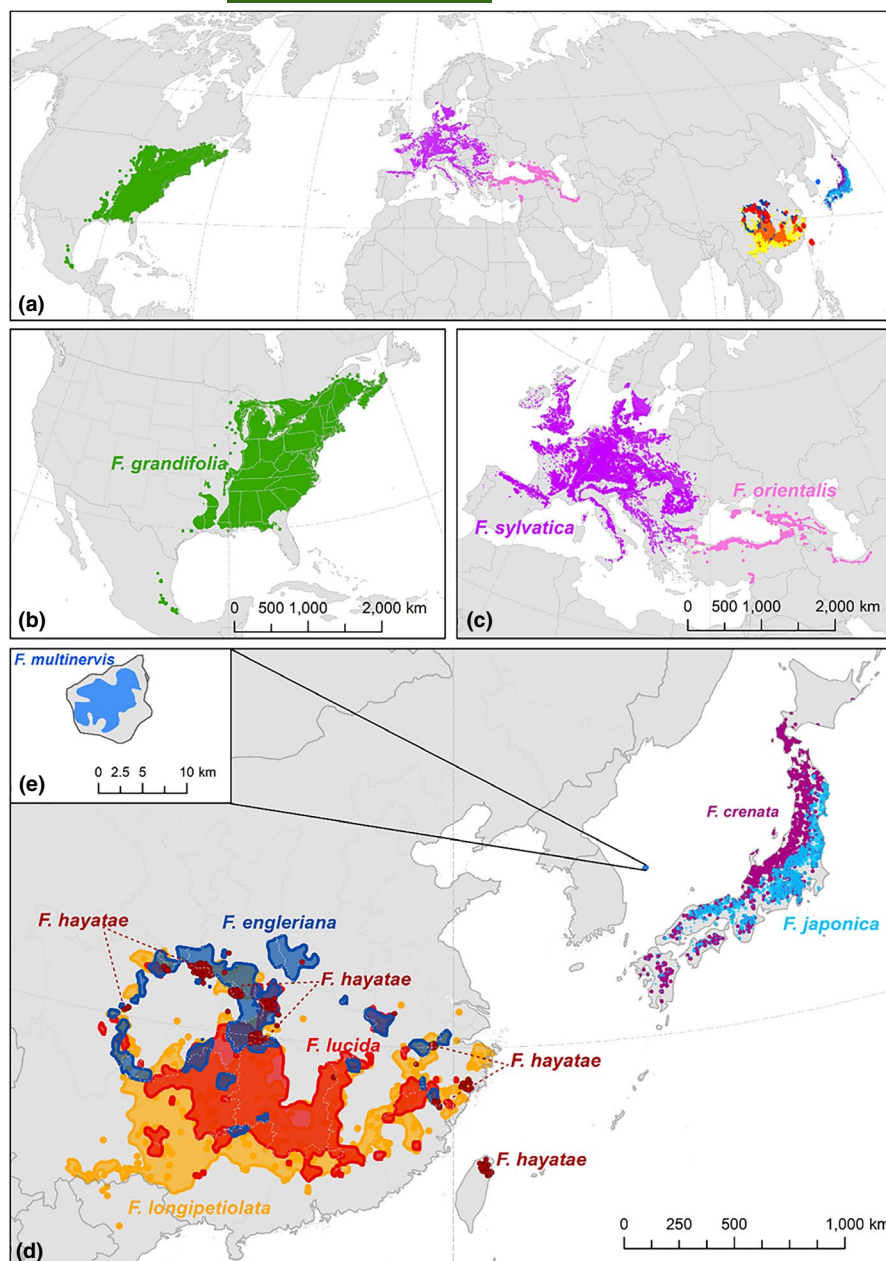 (a)
F. grandifolia
(b)
0 500 1,000 2,000 km
F. sylvatica
F. orientalis
(c)
0 500 1,000 2,000 km
F. multinervis
0 2.5 5 10 km
(e)
F. crenata
F. japonica
F. hayatae
F. engleriana
F. hayatae
F. lucida
F. hayatae
F. hayatae
F. longipetiolata
(d)
0 250 500 1,000 km